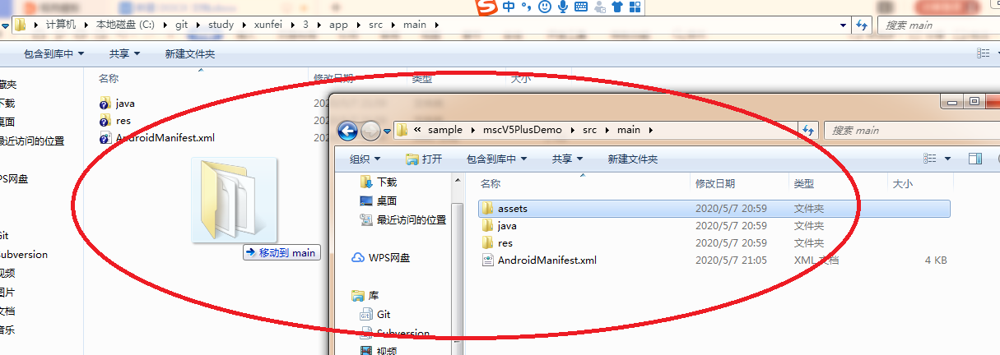 中
计算机 本地磁盘 (C:) git study xunfei 3 app src main
搜索 main
包含到库中 共享 新建文件夹
名称 修改日期 类型 大小
藏夹
下载
桌面
最近访问的位置
WPS网盘
Git
Subversion
视频
图片
文档
音乐
java
res
AndroidManifest.xml
移动到 main
« sample mscV5PlusDemo src main
搜索 main
组织 打开 包含到库中 共享 新建文件夹
下载
桌面
最近访问的位置
WPS网盘
库
Git
Subversion
视频
名称 修改日期 类型 大小
assets 2020/5/7 20:59 文件夹
java 2020/5/7 20:59 文件夹
res 2020/5/7 20:59 文件夹
AndroidManifest.xml 2020/5/7 21:05 XML 文档 4 KB